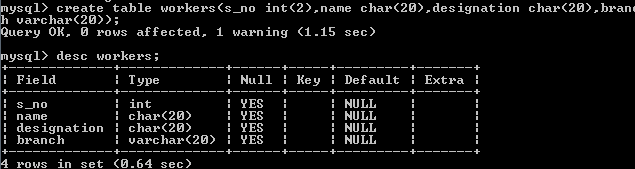 mysql> create table workers(s_no int(2),name char(20),designation char(20),branc
h varchar(20));
Query OK, 0 rows affected, 1 warning (1.15 sec)
mysql> desc workers;
+-------------+-------------+------+-----+---------+-------+
| Field       | Type        | Null | Key | Default | Extra |
+-------------+-------------+------+-----+---------+-------+
| s_no        | int         | YES  |     | NULL    |       |
| name        | char(20)    | YES  |     | NULL    |       |
| designation | char(20)    | YES  |     | NULL    |       |
| branch      | varchar(20) | YES  |     | NULL    |       |
+-------------+-------------+------+-----+---------+-------+
4 rows in set (0.64 sec)